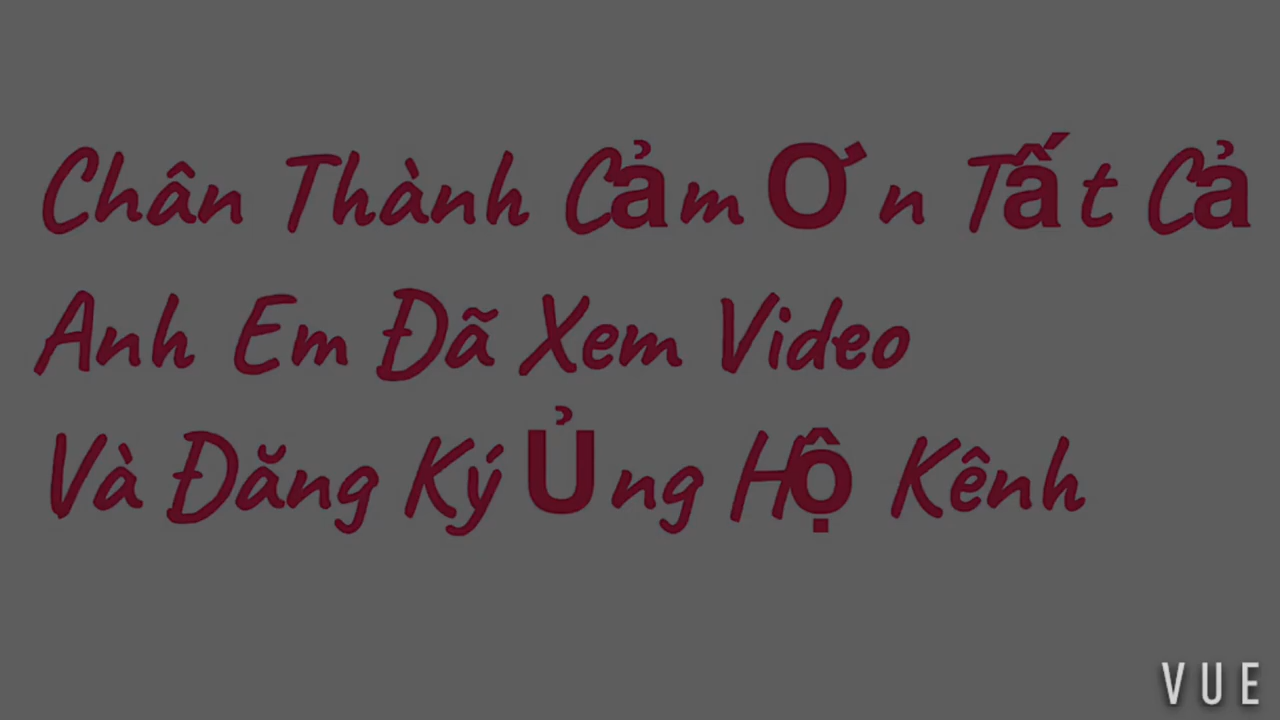 Chân Thành Cảm Ơn Tất Cả
Anh Em Đã Xem Video
Và Đăng Ký Ủng Hộ Kênh
VUE